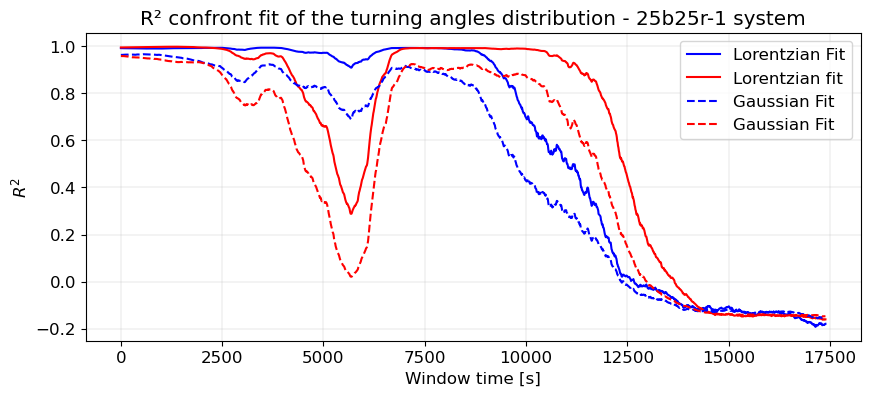 R² confront fit of the turning angles distribution - 25b25r-1 system
1.0
0.8
0.6
0.4
0.2
0.0
−0.2
R²
0 2500 5000 7500 10000 12500 15000 17500
Window time [s]
Lorentzian Fit
Lorentzian fit
Gaussian Fit
Gaussian Fit